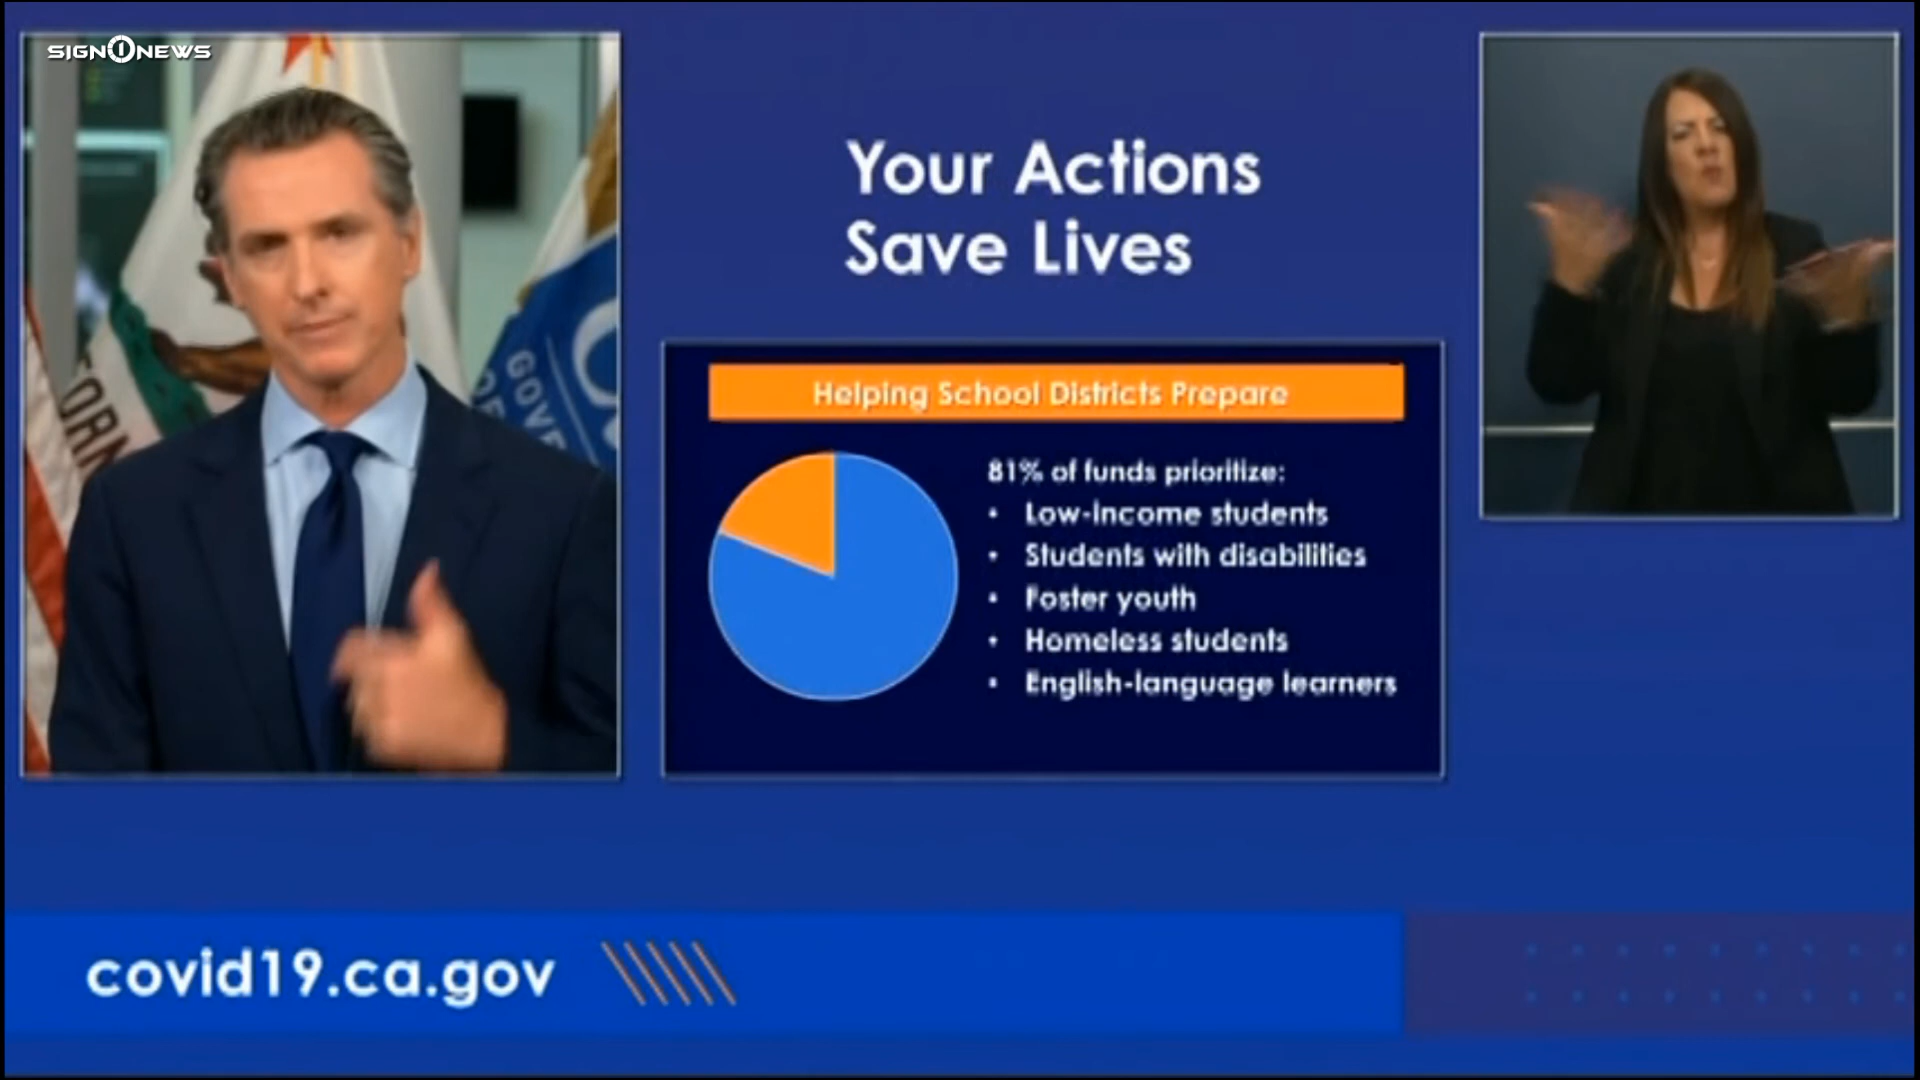 SIGN1NEWS
Your Actions
Save Lives
Helping School Districts Prepare
81% of funds prioritize:
• Low-income students
• Students with disabilities
• Foster youth
• Homeless students
• English-language learners
GOVE
covid19.ca.gov